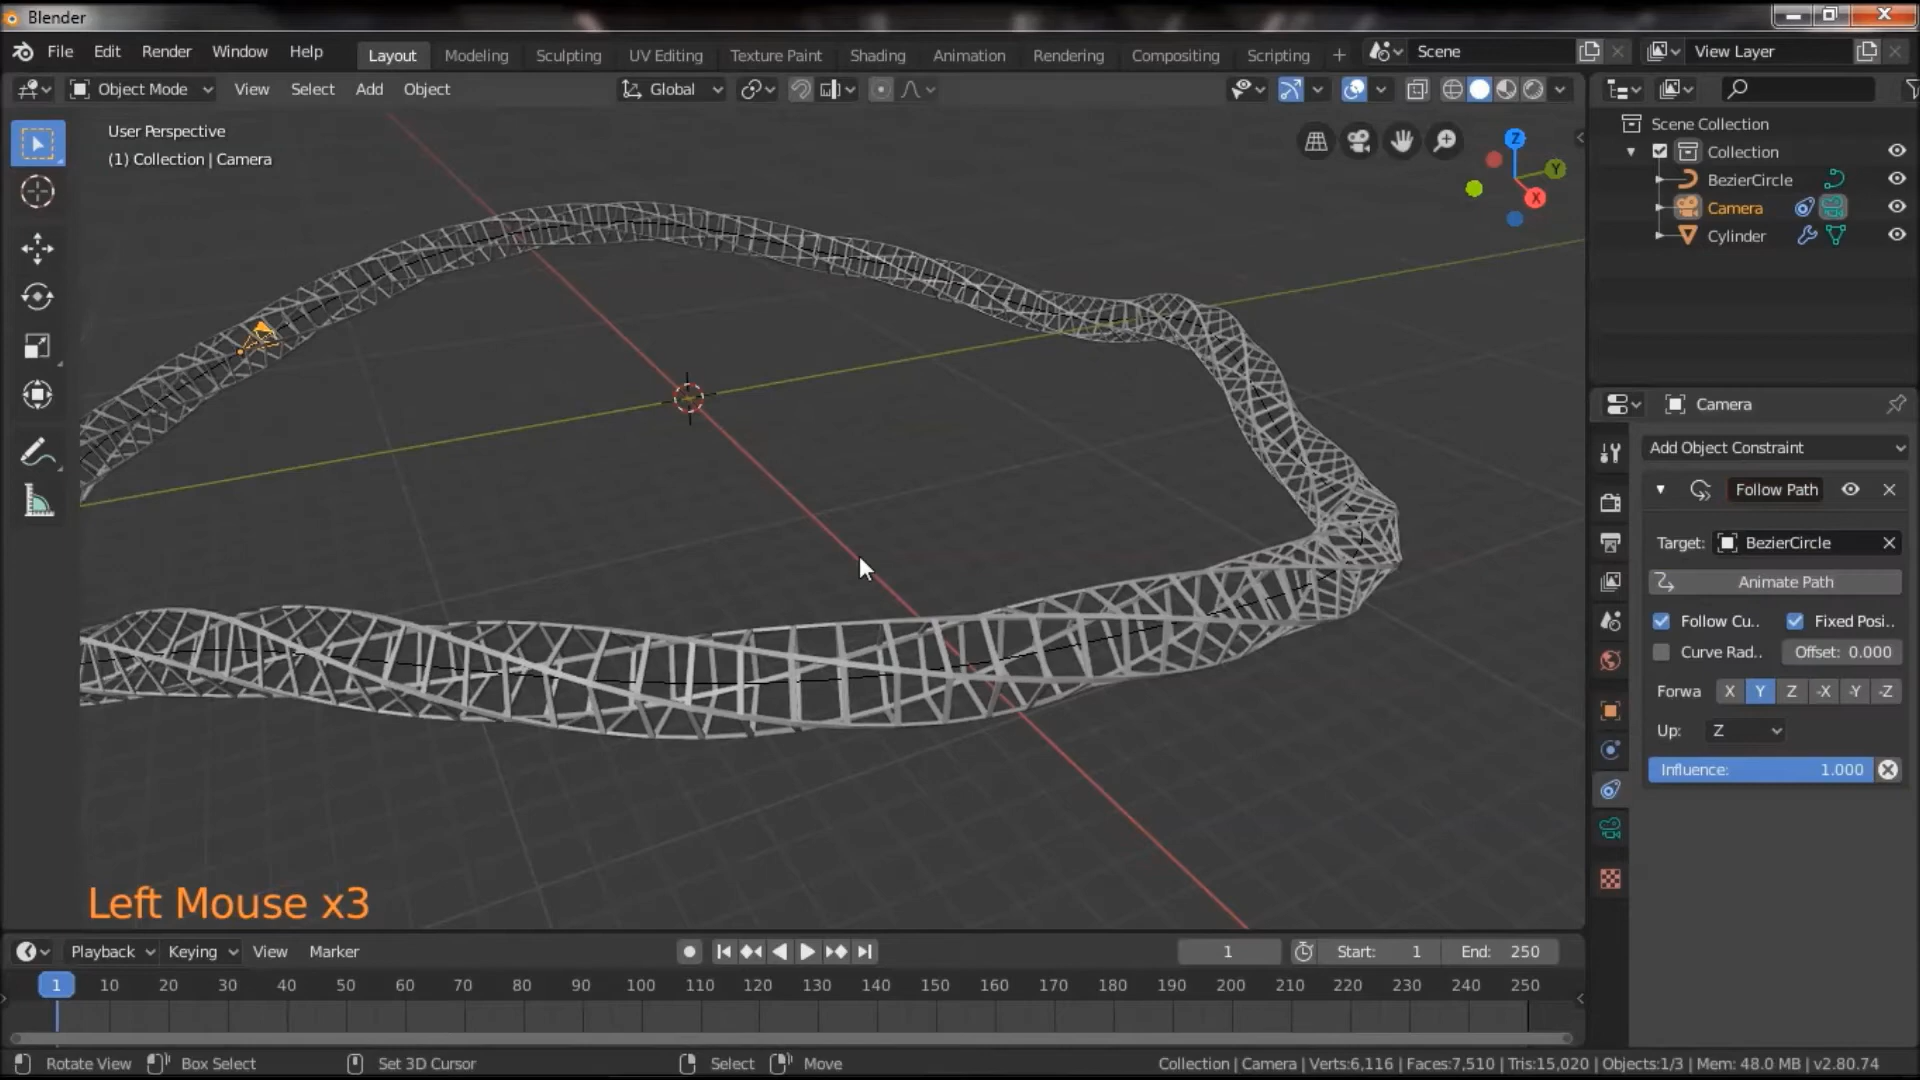 Blender
File Edit Render Window Help Layout Modeling Sculpting UV Editing Texture Paint Shading Animation Rendering Compositing Scripting + Scene View Layer
Object Mode View Select Add Object Global
User Perspective
(1) Collection | Camera
Z
Y
X
Scene Collection
Collection
BezierCircle
Camera
Cylinder
Camera
Add Object Constraint
Follow Path
Target: BezierCircle
Animate Path
Follow Cu.. Fixed Posi..
Curve Rad.. Offset: 0.000
Forwa X Y Z -X -Y -Z
Up: Z
Influence: 1.000
Left Mouse x3
Playback Keying View Marker 1 Start: 1 End: 250
1 10 20 30 40 50 60 70 80 90 100 110 120 130 140 150 160 170 180 190 200 210 220 230 240 250
Rotate View Box Select Set 3D Cursor Select Move Collection | Camera | Verts:6,116 | Faces:7,510 | Tris:15,020 | Objects:1/3 | Mem: 48.0 MB | v2.80.74